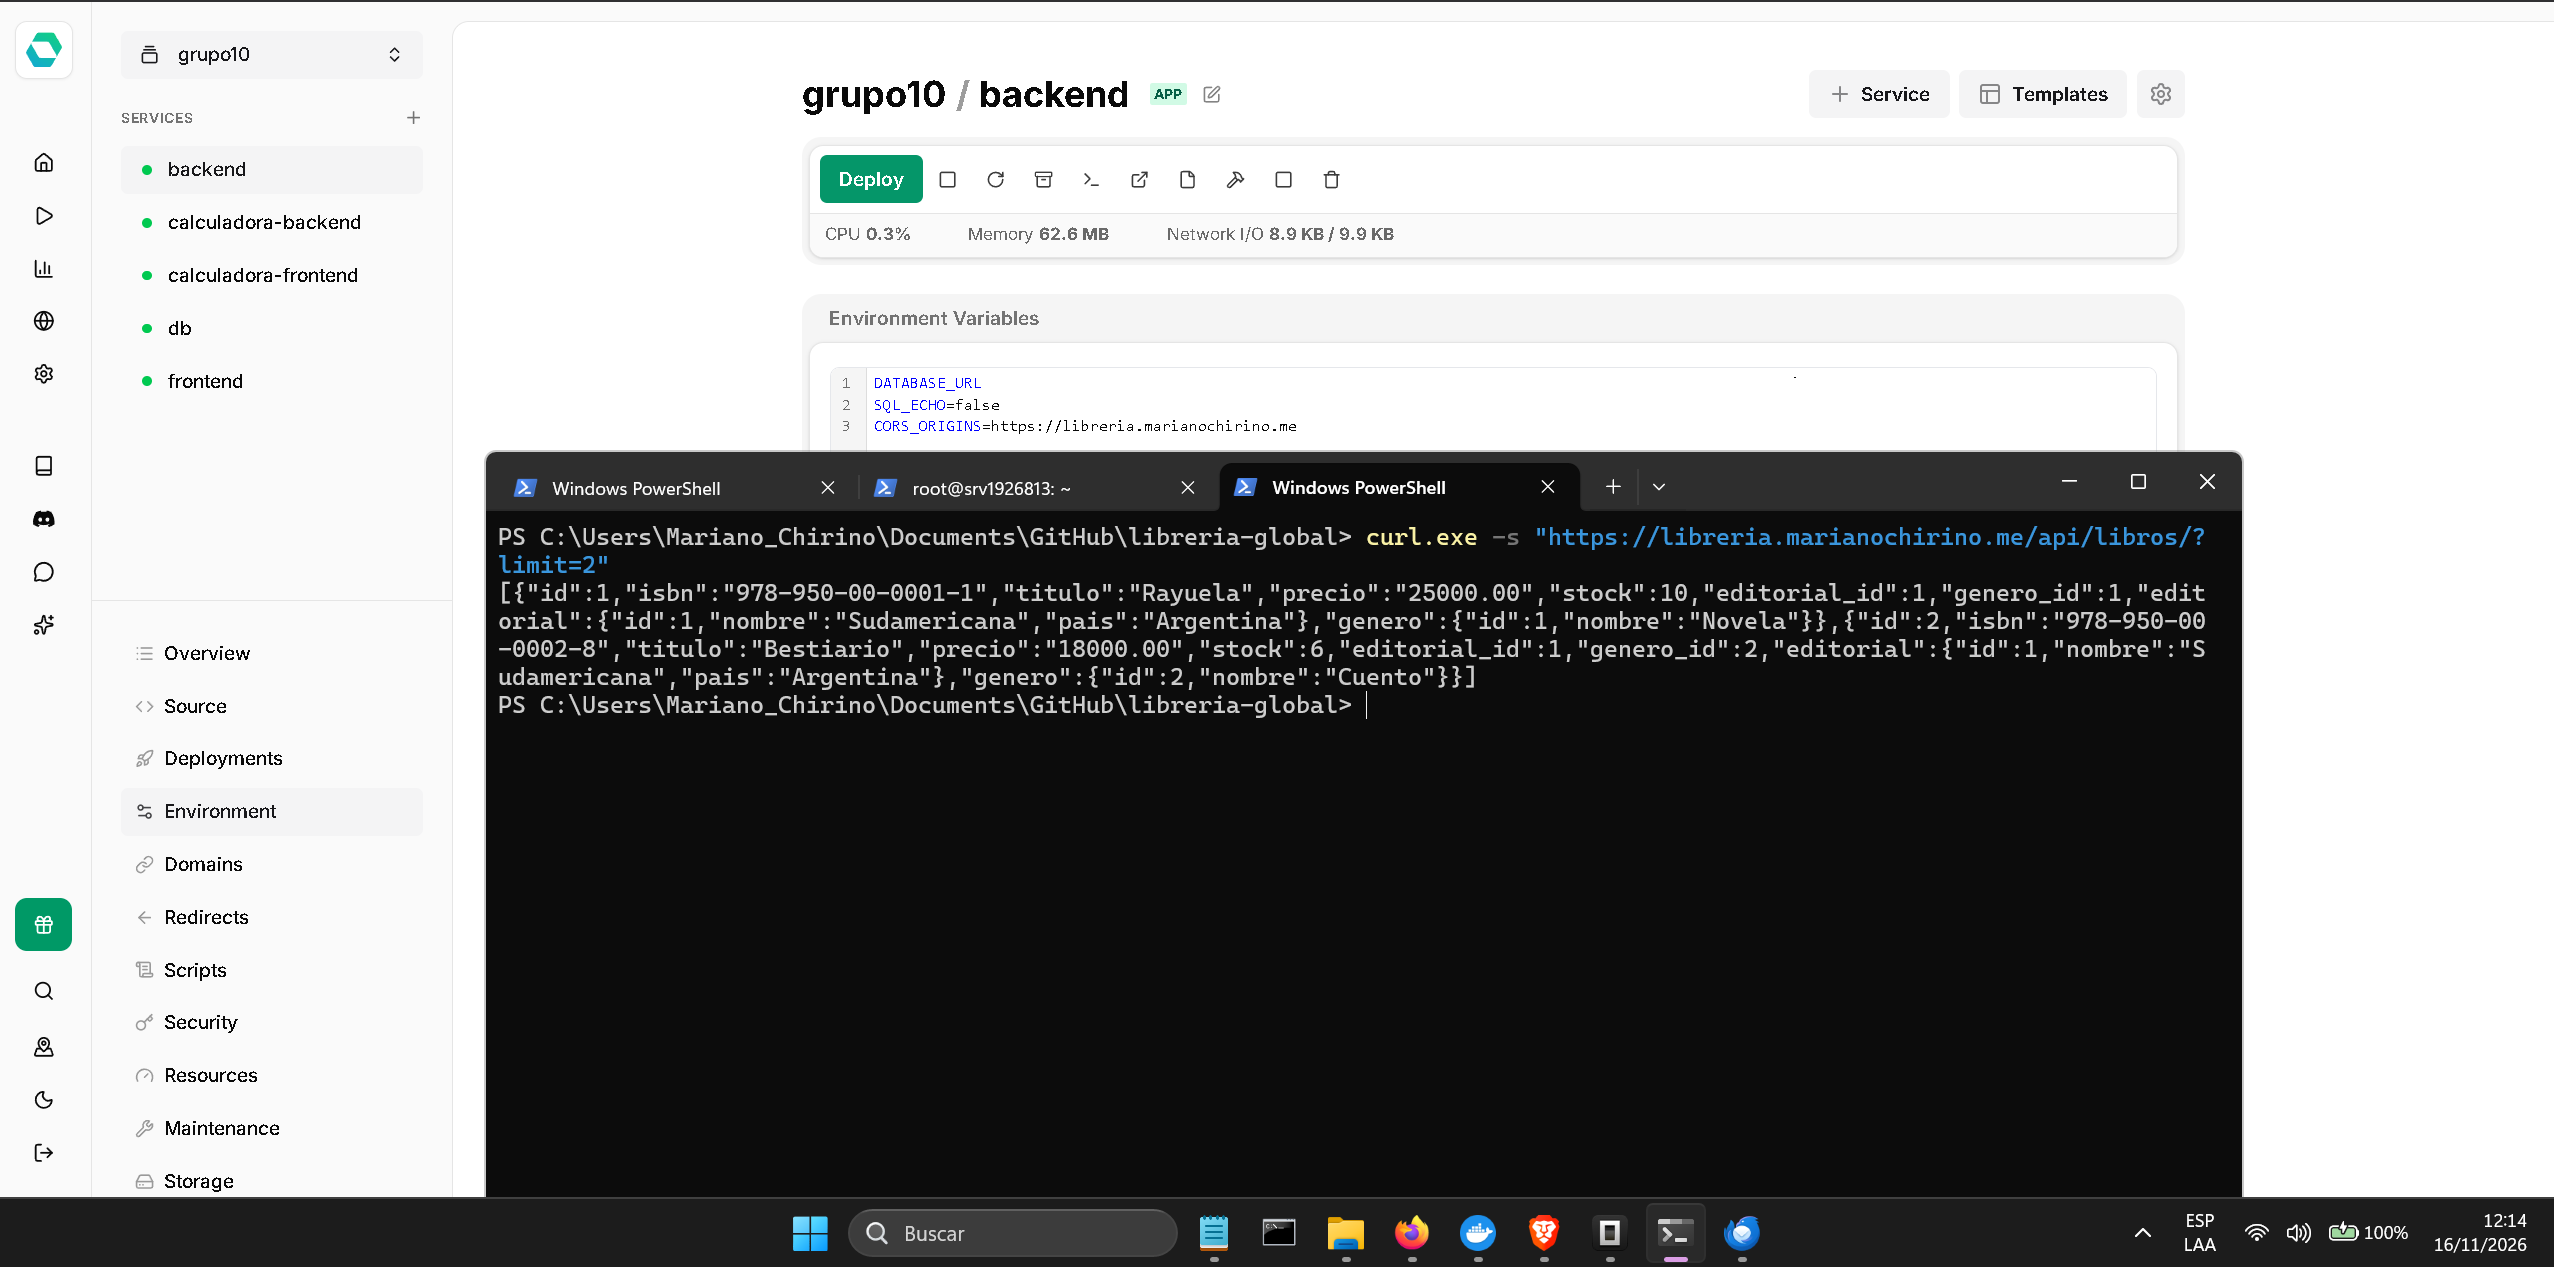 grupo10
SERVICES
backend
calculadora-backend
calculadora-frontend
db
frontend
Overview
Source
Deployments
Environment
Domains
Redirects
Scripts
Security
Resources
Maintenance
Storage
grupo10 / backend APP
Service
Templates
Deploy
CPU 0.3% Memory 62.6 MB Network I/O 8.9 KB / 9.9 KB
Environment Variables
1 DATABASE_URL
2 SQL_ECHO=false
3 CORS_ORIGINS=https://libreria.marianochirino.me
Windows PowerShell
root@srv1926813: ~
Windows PowerShell
PS C:\Users\Mariano_Chirino\Documents\GitHub\libreria-global> curl.exe -s "https://libreria.marianochirino.me/api/libros/?
limit=2"
[{"id":1,"isbn":"978-950-00-0001-1","titulo":"Rayuela","precio":"25000.00","stock":10,"editorial_id":1,"genero_id":1,"edit
orial":{"id":1,"nombre":"Sudamericana","pais":"Argentina"},"genero":{"id":1,"nombre":"Novela"}},{"id":2,"isbn":"978-950-00
-0002-8","titulo":"Bestiario","precio":"18000.00","stock":6,"editorial_id":1,"genero_id":2,"editorial":{"id":1,"nombre":"S
udamericana","pais":"Argentina"},"genero":{"id":2,"nombre":"Cuento"}}]
PS C:\Users\Mariano_Chirino\Documents\GitHub\libreria-global>
Buscar
ESP
LAA
100%
12:14
16/11/2026